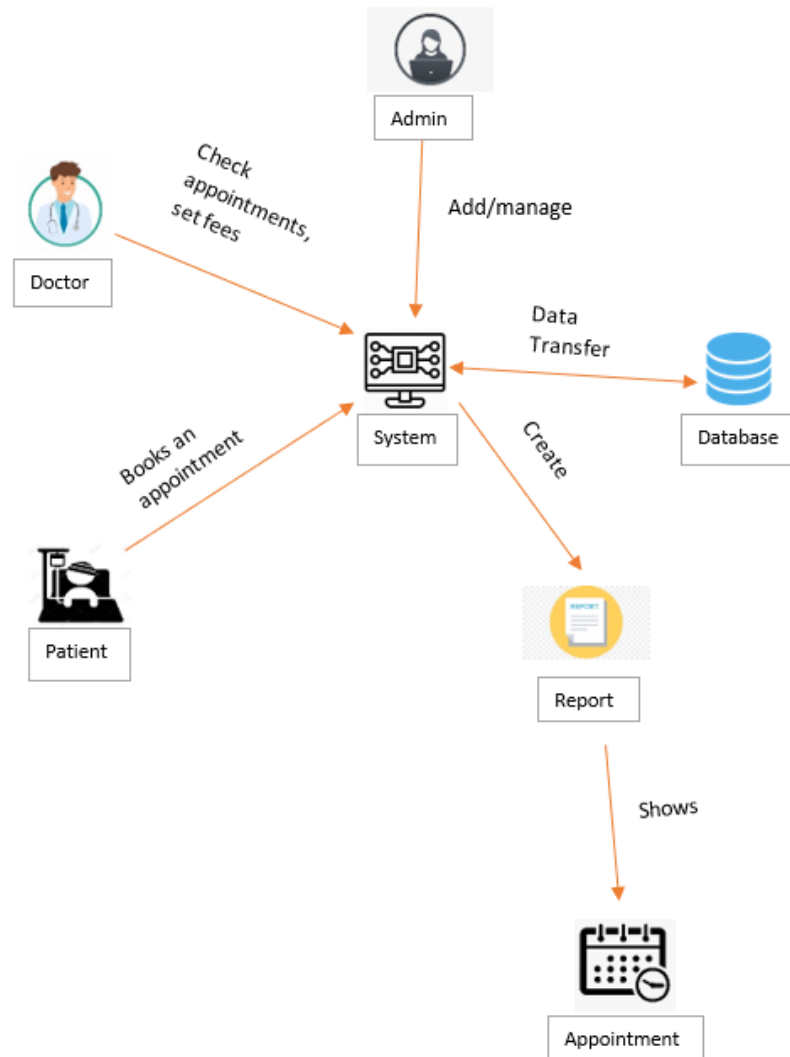 Admin
Check
appointments,
set fees
Add/manage
Doctor
Data
Transfer
System
Database
Books an
appointment
Create
REPORT
Patient
Report
Shows
Appointment